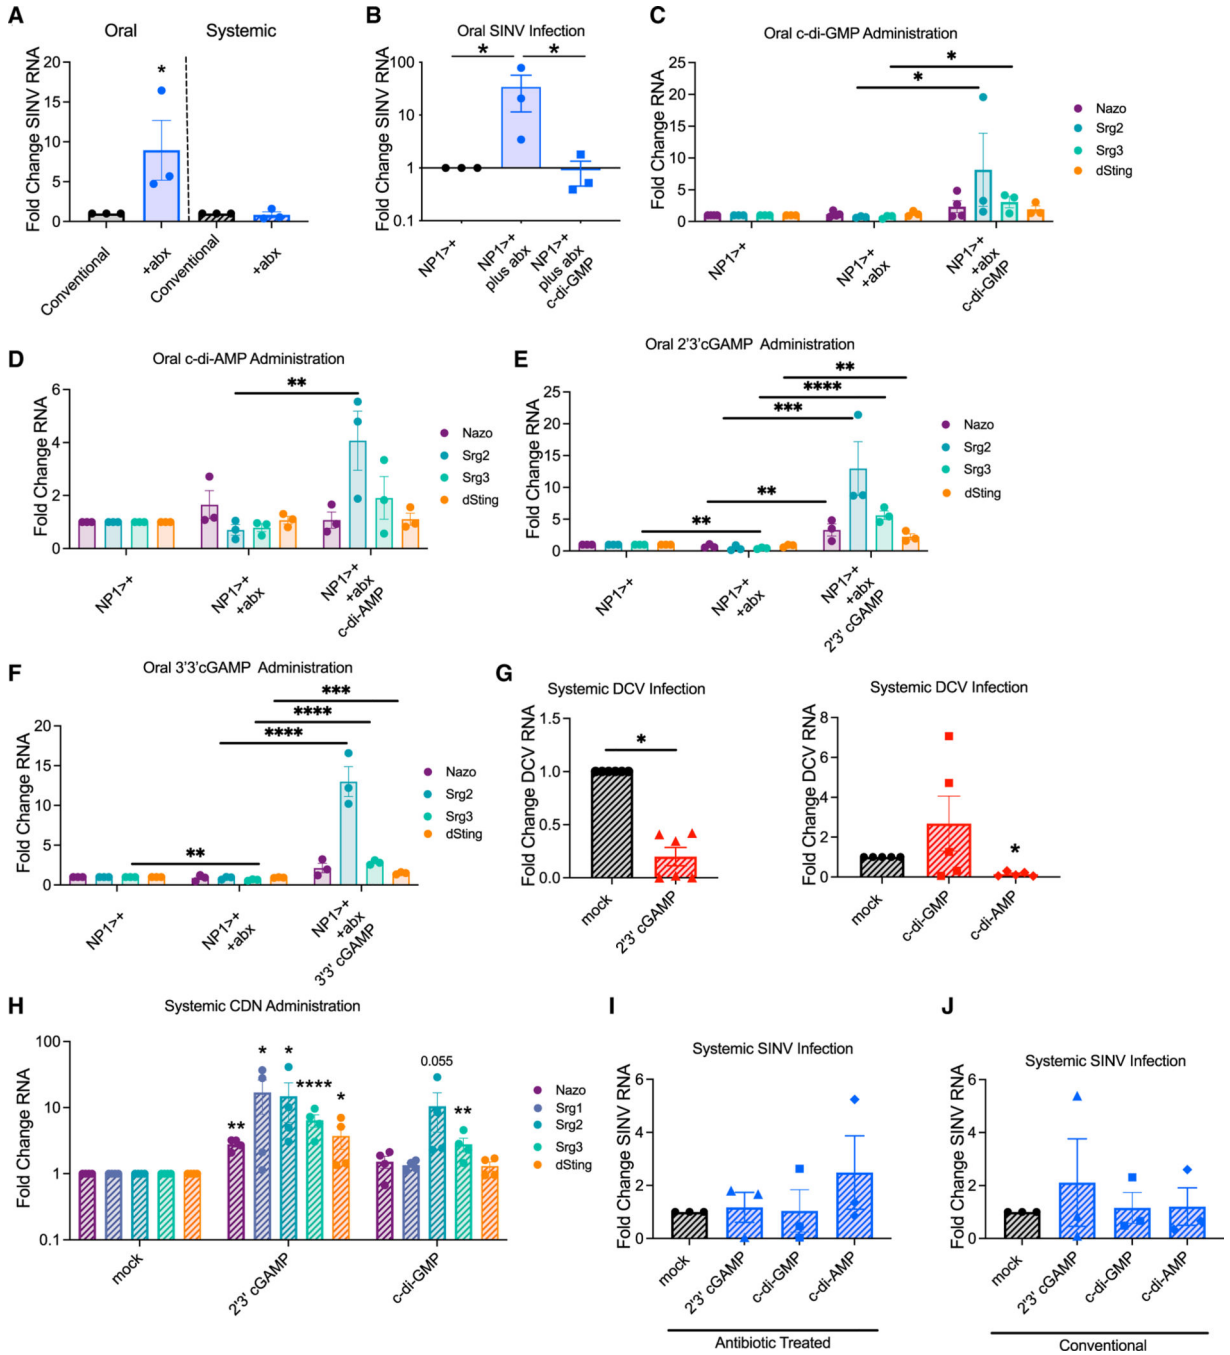 A
Oral
Systemic
*
Fold Change SINV RNA
20
15
10
5
0
Conventional
+abx
Conventional
+abx
B
Oral SINV Infection
*
*
Fold Change SINV RNA
100
10
1
0.1
NP1>+
NP1>+
plus abx
NP1>+
plus abx
c-di-GMP
C
Oral c-di-GMP Administration
*
*
Fold Change RNA
25
20
15
10
5
0
NP1>+
NP1>+
+abx
NP1>+
+abx
c-di-GMP
Nazo
Srg2
Srg3
dSting
D
Oral c-di-AMP Administration
**
Fold Change RNA
6
4
2
0
NP1>+
NP1>+
+abx
NP1>+
+abx
c-di-AMP
Nazo
Srg2
Srg3
dSting
E
Oral 2'3'cGAMP Administration
**
****
***
**
**
Fold Change RNA
25
20
15
10
5
0
NP1>+
NP1>+
+abx
NP1>+
+abx
2'3' cGAMP
Nazo
Srg2
Srg3
dSting
F
Oral 3'3'cGAMP Administration
***
****
****
**
Fold Change RNA
20
15
10
5
0
NP1>+
NP1>+
+abx
NP1>+
+abx
3'3' cGAMP
Nazo
Srg2
Srg3
dSting
G
Systemic DCV Infection
*
Fold Change DCV RNA
1.5
1.0
0.5
0.0
mock
2'3' cGAMP
Systemic DCV Infection
*
Fold Change DCV RNA
8
6
4
2
0
mock
c-di-GMP
c-di-AMP
H
Systemic CDN Administration
Fold Change RNA
100
10
1
0.1
**
*
*
****
*
0.055
**
mock
2'3' cGAMP
c-di-GMP
Nazo
Srg1
Srg2
Srg3
dSting
I
Systemic SINV Infection
Fold Change SINV RNA
6
4
2
0
mock
2'3' cGAMP
c-di-GMP
c-di-AMP
Antibiotic Treated
J
Systemic SINV Infection
Fold Change SINV RNA
6
4
2
0
mock
2'3' cGAMP
c-di-GMP
c-di-AMP
Conventional